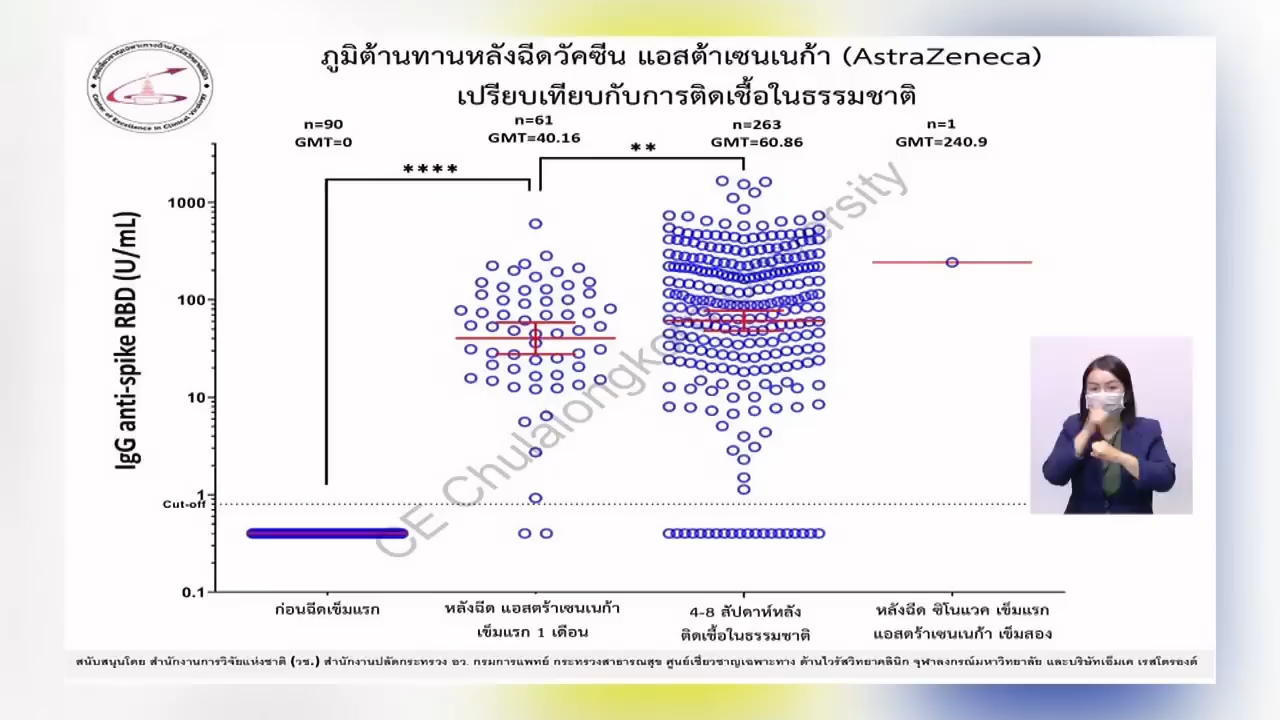 ภูมิต้านทานหลังฉีดวัคซีน แอสต้าเซนเนก้า (AstraZeneca)
เปรียบเทียบกับการติดเชื้อในธรรมชาติ
Center of Excellence in Clinical Virology
n=90
GMT=0
n=61
GMT=40.16
n=263
GMT=60.86
n=1
GMT=240.9
****
**
IgG anti-spike RBD (U/mL)
1000
100
10
1
Cut-off
0.1
CE Chulalongko
ersity
ก่อนฉีดเข็มแรก
หลังฉีด แอสตร้าเซนเนก้า
เข็มแรก 1 เดือน
4-8 สัปดาห์หลัง
ติดเชื้อในธรรมชาติ
หลังฉีด ซิโนแวค เข็มแรก
แอสตร้าเซนเนก้า เข็มสอง
สนับสนุนโดย สำนักงานการวิจัยแห่งชาติ (วช.) สำนักงานปลัดกระทรวง อว. กรมการแพทย์ กระทรวงสาธารณสุข ศูนย์เชี่ยวชาญเฉพาะทาง ด้านไวรัสวิทยาคลินิก จุฬาลงกรณ์มหาวิทยาลัย และบริษัทเอ็มเค เรสโตรองต์